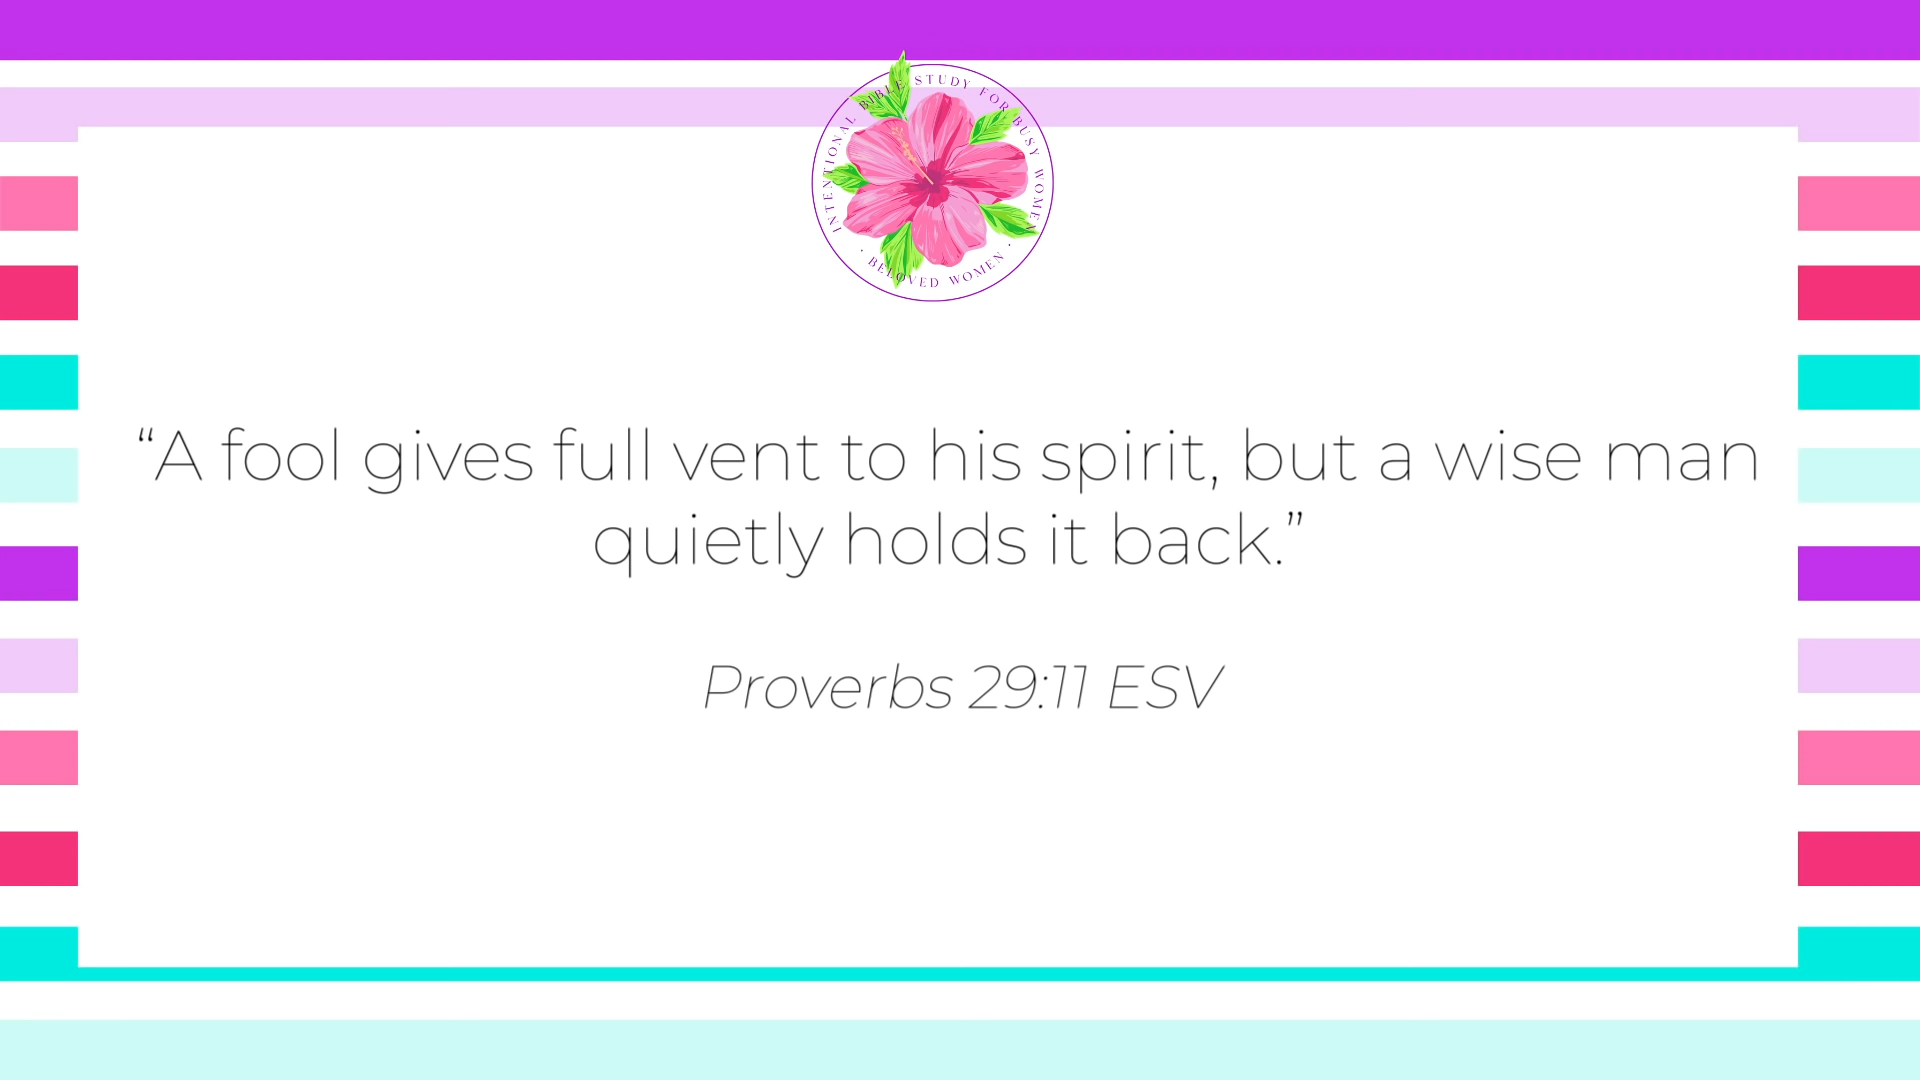 INTENTIONAL BIBLE STUDY FOR BUSY WOMEN
· BELOVED WOMEN ·
“A fool gives full vent to his spirit, but a wise man
quietly holds it back.”
Proverbs 29:11 ESV